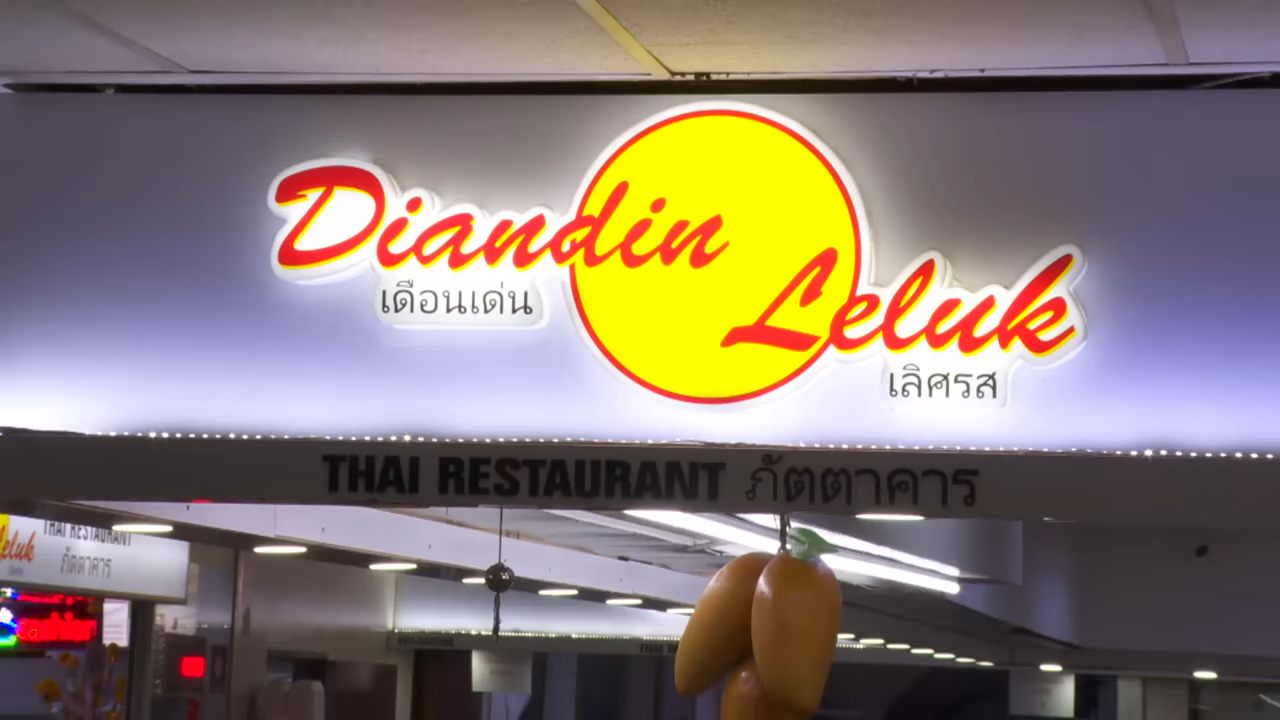 Diandin
เดือนเด่น
Leluk
เลิศรส
THAI RESTAURANT ภัตตาคาร
THAI RESTAURANT
leluk
ภัตตาคาร